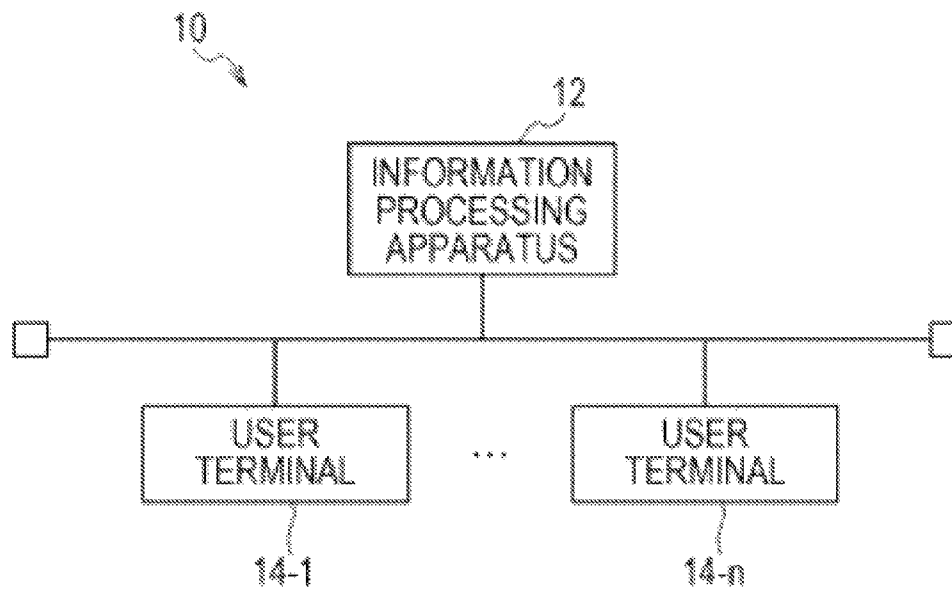 10
12
INFORMATION
PROCESSING
APPARATUS
USER
TERMINAL
...
USER
TERMINAL
14-1
14-n